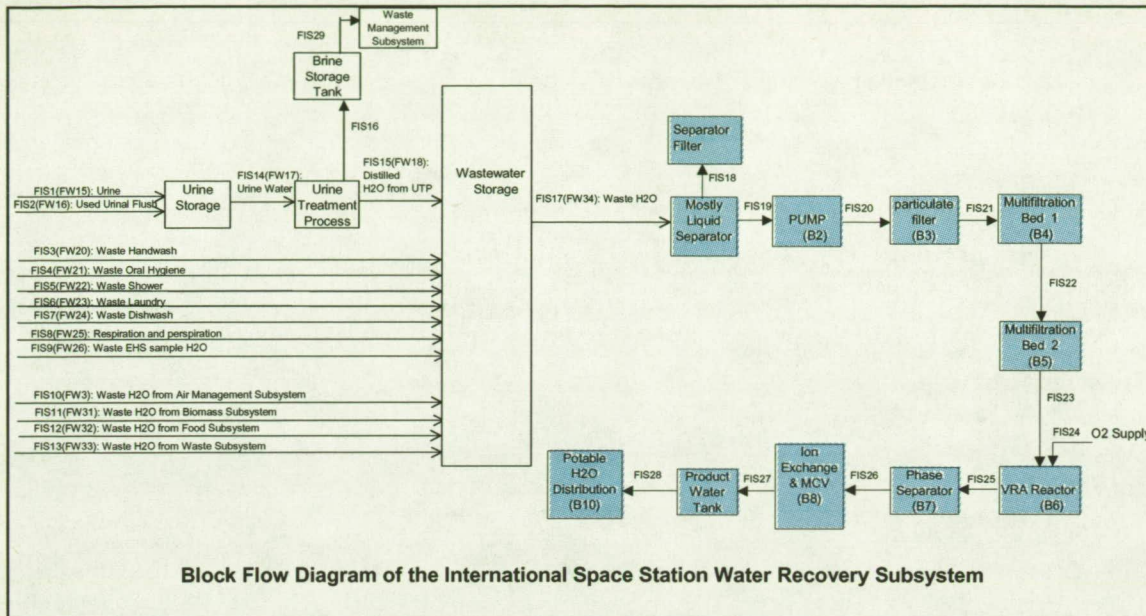 Waste
Management
Subsystem
FIS29
Brine
Storage
Tank
FIS16
FIS1(FW15): Urine
FIS2(FW16): Used Urinal Flush
Urine
Storage
FIS14(FW17):
Urine Water
Urine
Treatment
Process
FIS15(FW18):
Distilled
H2O from UTP
Wastewater
Storage
FIS3(FW20): Waste Handwash
FIS4(FW21): Waste Oral Hygiene
FIS5(FW22): Waste Shower
FIS6(FW23): Waste Laundry
FIS7(FW24): Waste Dishwash
FIS8(FW25): Respiration and perspiration
FIS9(FW26): Waste EHS sample H2O
FIS10(FW3): Waste H2O from Air Management Subsystem
FIS11(FW31): Waste H2O from Biomass Subsystem
FIS12(FW32): Waste H2O from Food Subsystem
FIS13(FW33): Waste H2O from Waste Subsystem
FIS17(FW34): Waste H2O
Separator
Filter
FIS18
Mostly
Liquid
Separator
FIS19
PUMP
(B2)
FIS20
particulate
filter
(B3)
FIS21
Multifiltration
Bed 1
(B4)
FIS22
Multifiltration
Bed 2
(B5)
FIS23
FIS24
O2 Supply
VRA Reactor
(B6)
FIS25
Phase
Separator
(B7)
FIS26
Ion
Exchange
& MCV
(B8)
FIS27
Product
Water
Tank
FIS28
Potable
H2O
Distribution
(B10)
Block Flow Diagram of the International Space Station Water Recovery Subsystem